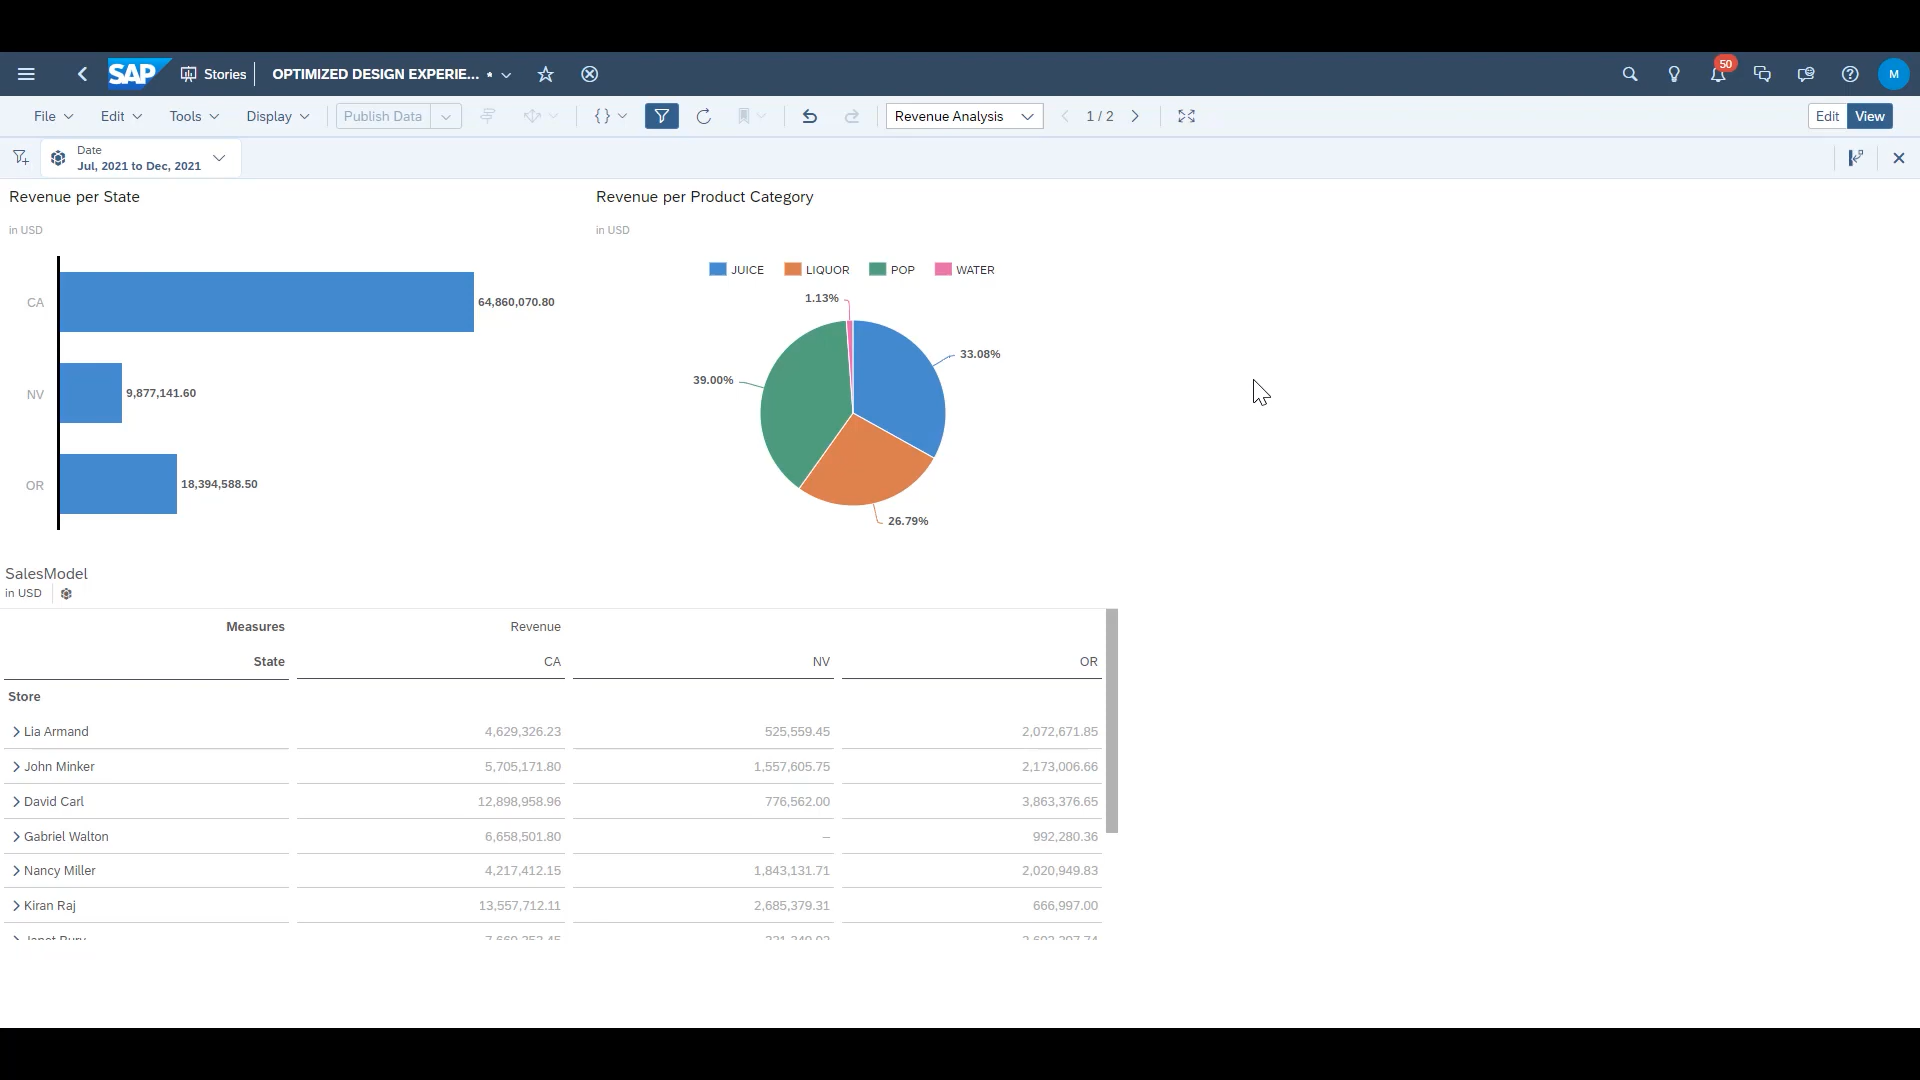 SAP Stories OPTIMIZED DESIGN EXPERIE... * 50 M
File Edit Tools Display Publish Data { } Revenue Analysis 1 / 2 Edit View
Date
Jul, 2021 to Dec, 2021
Revenue per State
in USD
CA 64,860,070.80
NV 9,877,141.60
OR 18,394,588.50
Revenue per Product Category
in USD
JUICE LIQUOR POP WATER
1.13%
33.08%
39.00%
26.79%
SalesModel
in USD
Measures Revenue
State CA NV OR
Store
Lia Armand 4,629,326.23 525,559.45 2,072,671.85
John Minker 5,705,171.80 1,557,605.75 2,173,006.66
David Carl 12,898,958.96 776,562.00 3,863,376.65
Gabriel Walton 6,658,501.80 – 992,280.36
Nancy Miller 4,217,412.15 1,843,131.71 2,020,949.83
Kiran Raj 13,557,712.11 2,685,379.31 666,997.00